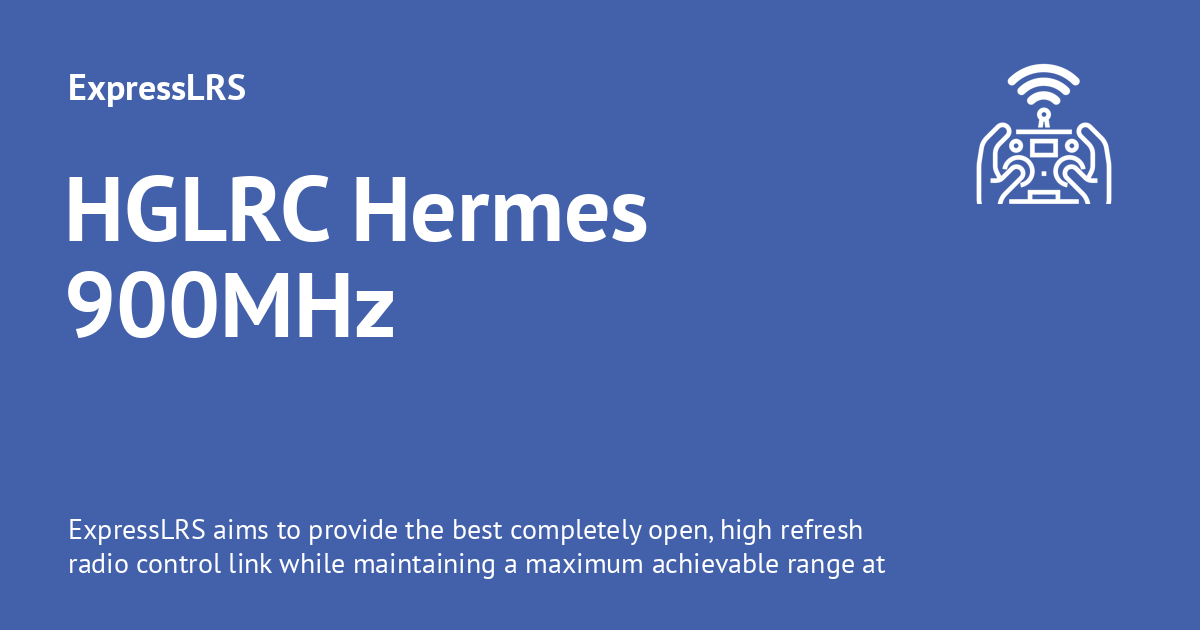 ExpressLRS
HGLRC Hermes
900MHz
ExpressLRS aims to provide the best completely open, high refresh
radio control link while maintaining a maximum achievable range at